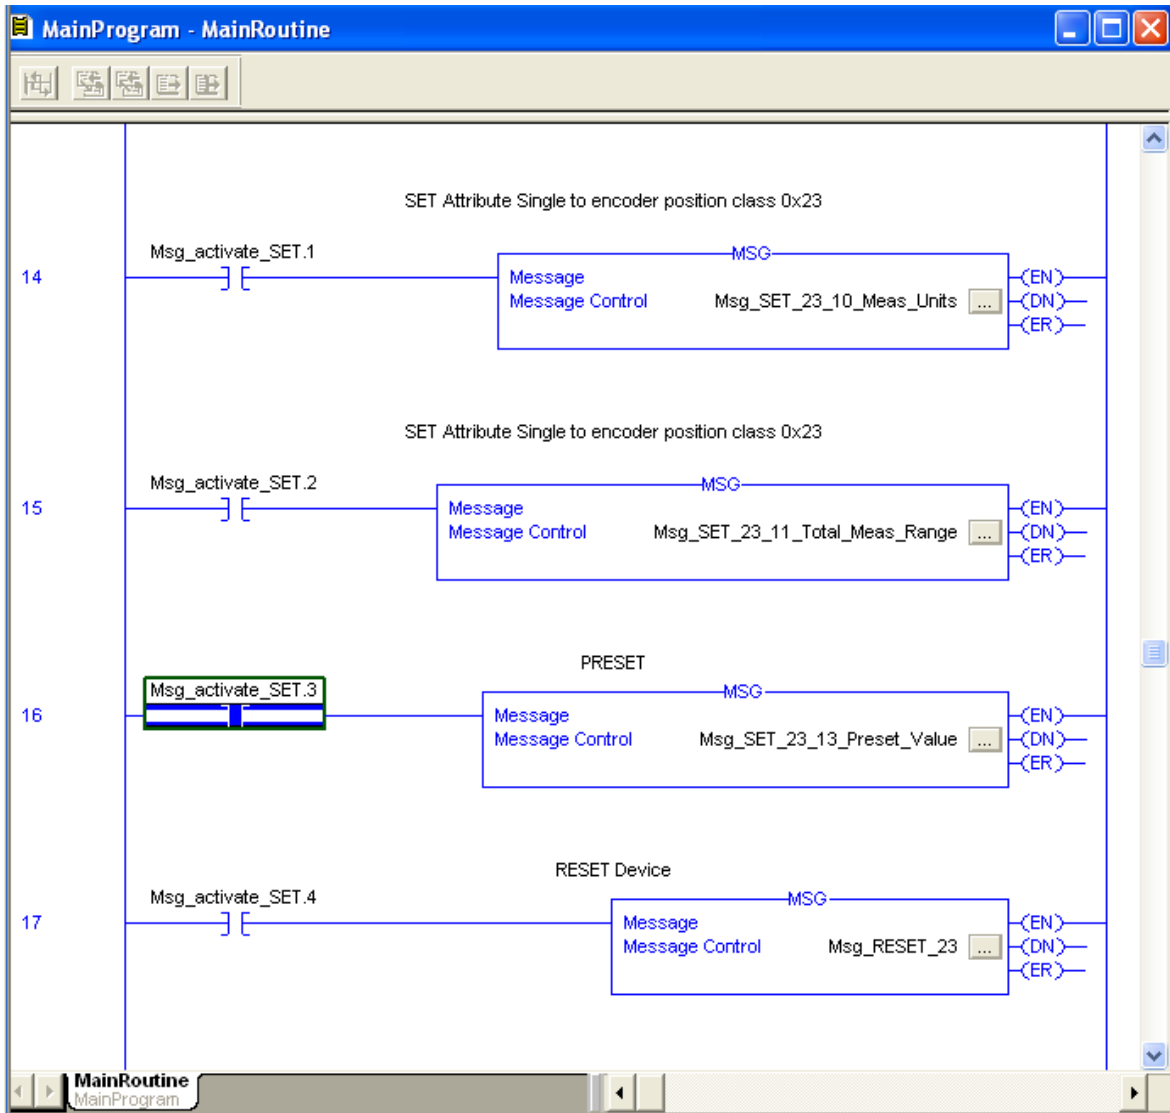 MainProgram - MainRoutine
SET Attribute Single to encoder position class 0x23
Msg_activate_SET.1
MSG
14
Message
(EN)
Message Control Msg_SET_23_10_Meas_Units ...
(DN)
(ER)
SET Attribute Single to encoder position class 0x23
Msg_activate_SET.2
MSG
15
Message
(EN)
Message Control Msg_SET_23_11_Total_Meas_Range ...
(DN)
(ER)
PRESET
Msg_activate_SET.3
MSG
16
Message
(EN)
Message Control Msg_SET_23_13_Preset_Value ...
(DN)
(ER)
RESET Device
Msg_activate_SET.4
MSG
17
Message
(EN)
Message Control Msg_RESET_23 ...
(DN)
(ER)
MainRoutine
MainProgram